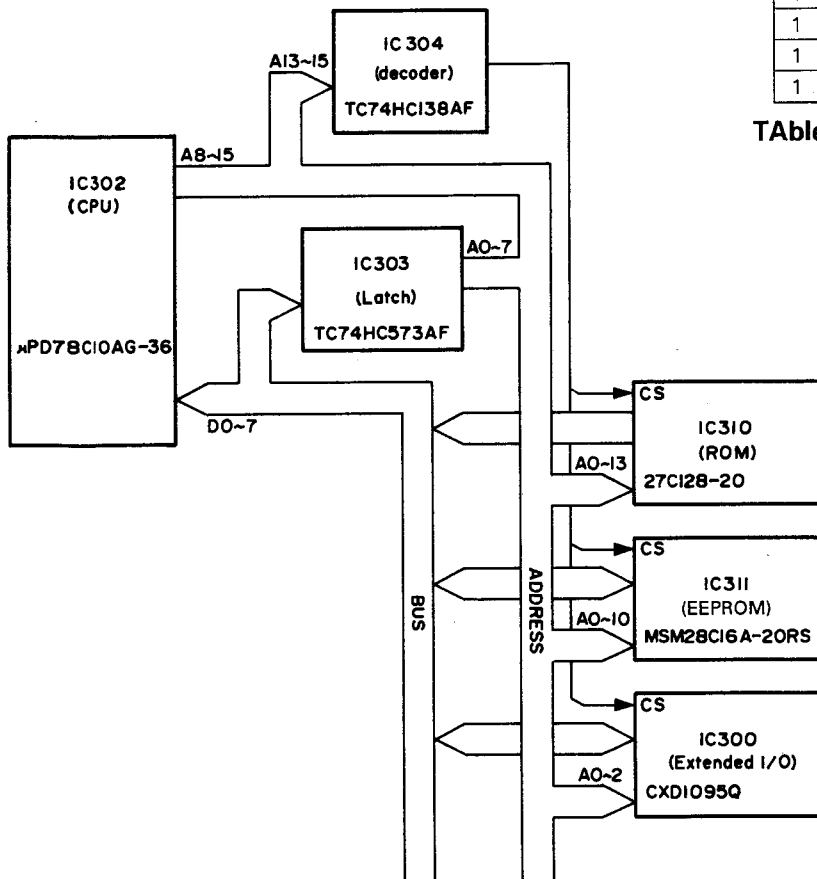 1
1
1
TAble
IC304
(decoder)
TC74HC138AF
A13~15
A8~15
IC302
(CPU)
μPD78C10AG-36
A0~7
IC303
(Latch)
TC74HC573AF
D0~7
CS
IC310
(ROM)
27C128-20
A0~13
CS
IC311
(EEPROM)
MSM28C16A-20RS
A0~10
BUS
ADDRESS
CS
IC300
(Extended I/O)
CXD1095Q
A0~2